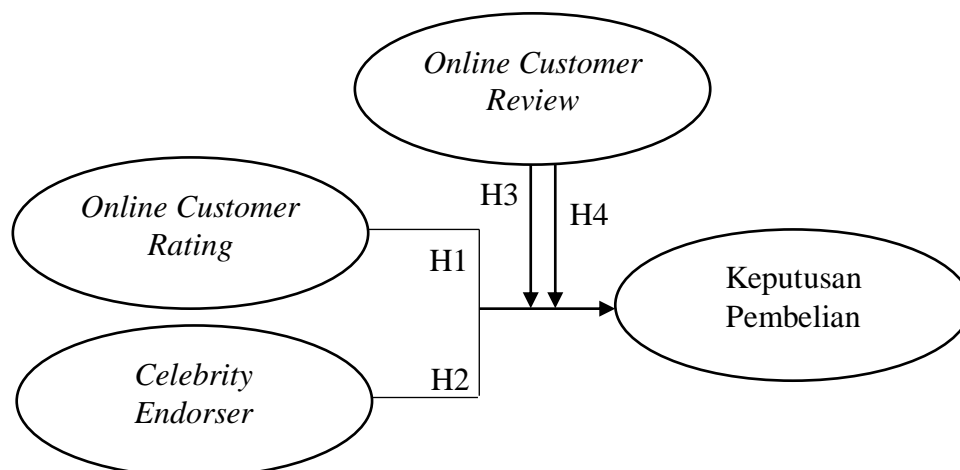 Online Customer
Review
H3
H4
Online Customer
Rating
H1
Keputusan
Pembelian
H2
Celebrity
Endorser